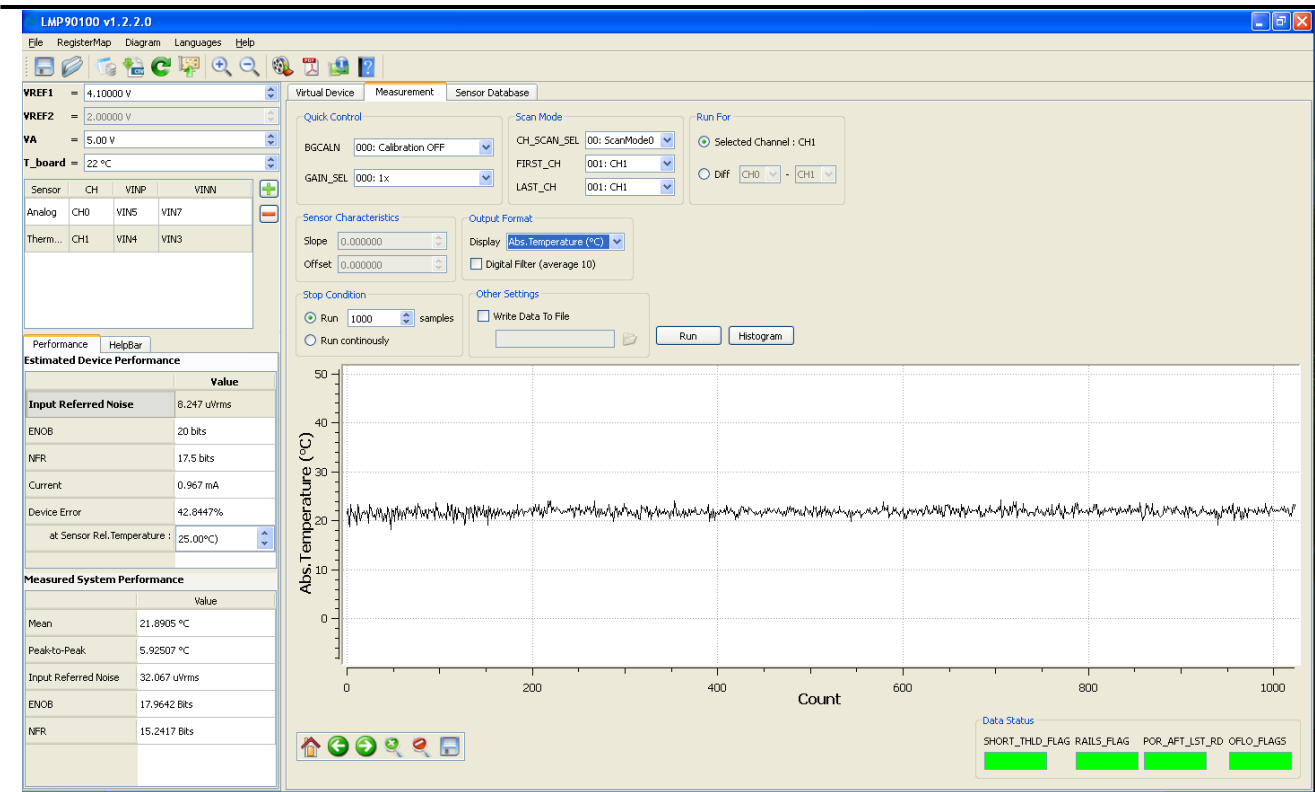 LMP90100 v1.2.2.0
File RegisterMap Diagram Languages Help
VREF1 = 4.10000 V
VREF2 = 2.00000 V
VA = 5.00 V
T_board = 22 °C
Sensor CH VINP VINN
Analog CH0 VIN5 VIN7
Therm... CH1 VIN4 VIN3
Performance HelpBar
Estimated Device Performance
Value
Input Referred Noise 8.247 uVrms
ENOB 20 bits
NFR 17.5 bits
Current 0.967 mA
Device Error 42.8447%
at Sensor Rel.Temperature : 25.00°C)
Measured System Performance
Value
Mean 21.8905 °C
Peak-to-Peak 5.92507 °C
Input Referred Noise 32.067 uVrms
ENOB 17.9642 Bits
NFR 15.2417 Bits
Virtual Device Measurement Sensor Database
Quick Control
BGCALN 000: Calibration OFF
GAIN_SEL 000: 1x
Scan Mode
CH_SCAN_SEL 00: ScanMode0
FIRST_CH 001: CH1
LAST_CH 001: CH1
Run For
Selected Channel : CH1
Diff CH0 - CH1
Sensor Characteristics
Slope 0.000000
Offset 0.000000
Output Format
Display Abs.Temperature (°C)
Digital Filter (average 10)
Stop Condition
Run 1000 samples
Run continously
Other Settings
Write Data To File
Run Histogram
Abs.Temperature (°C)
50
40
30
20
10
0
0 200 400 600 800 1000
Count
Data Status
SHORT_THLD_FLAG RAILS_FLAG POR_AFT_LST_RD OFLO_FLAGS